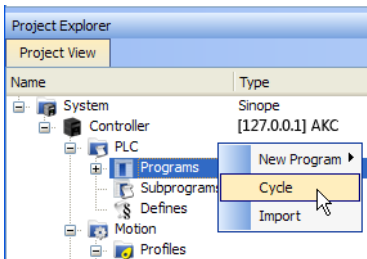 Project Explorer
Project View
Name Type
System Sinope
Controller [127.0.0.1] AKC
PLC
New Program
Programs
Cycle
Subprograms
Defines
Import
Motion
Profiles